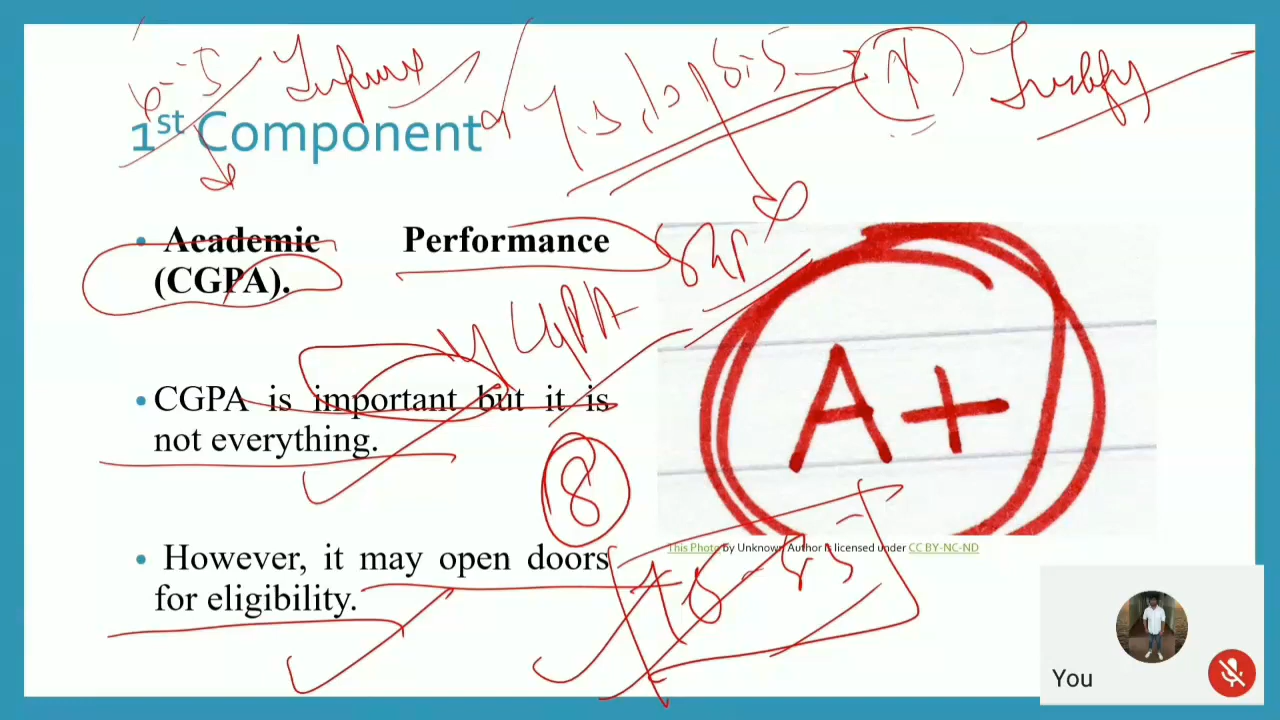 1st Component
• Academic Performance
(CGPA).
CGPA
• CGPA is important but it is
not everything.
8
• However, it may open doors
for eligibility.
A+
This Photo by Unknown Author is licensed under CC BY-NC-ND
You